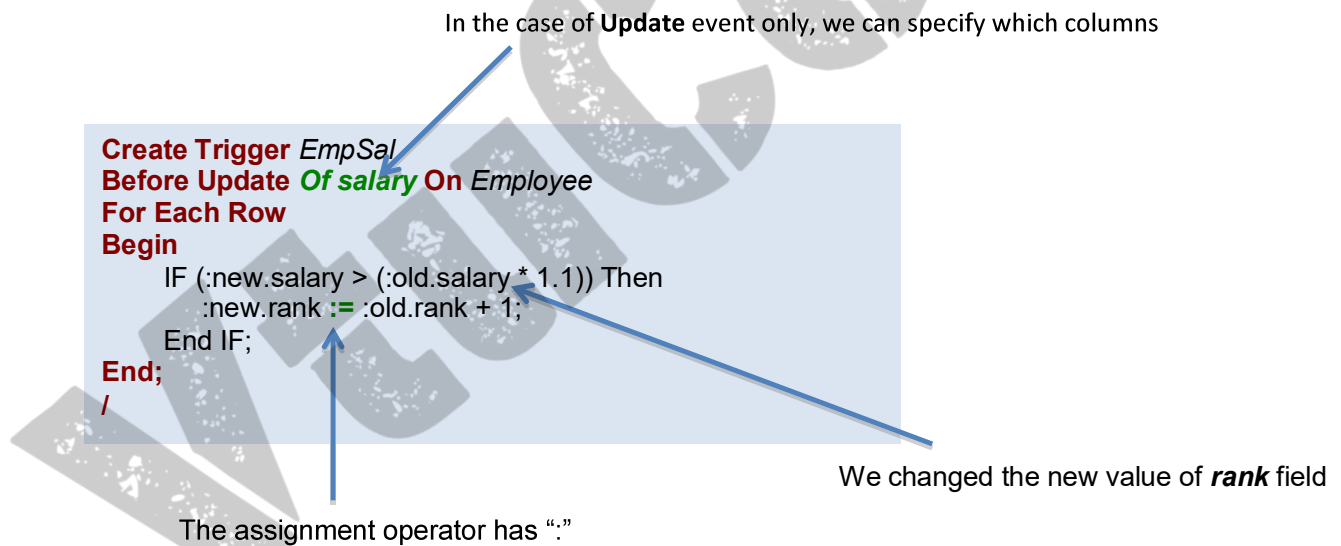 In the case of Update event only, we can specify which columns
Create Trigger EmpSal
Before Update Of salary On Employee
For Each Row
Begin
IF (:new.salary > (:old.salary * 1.1)) Then
:new.rank := :old.rank + 1;
End IF;
End;
/
We changed the new value of rank field
The assignment operator has “:”